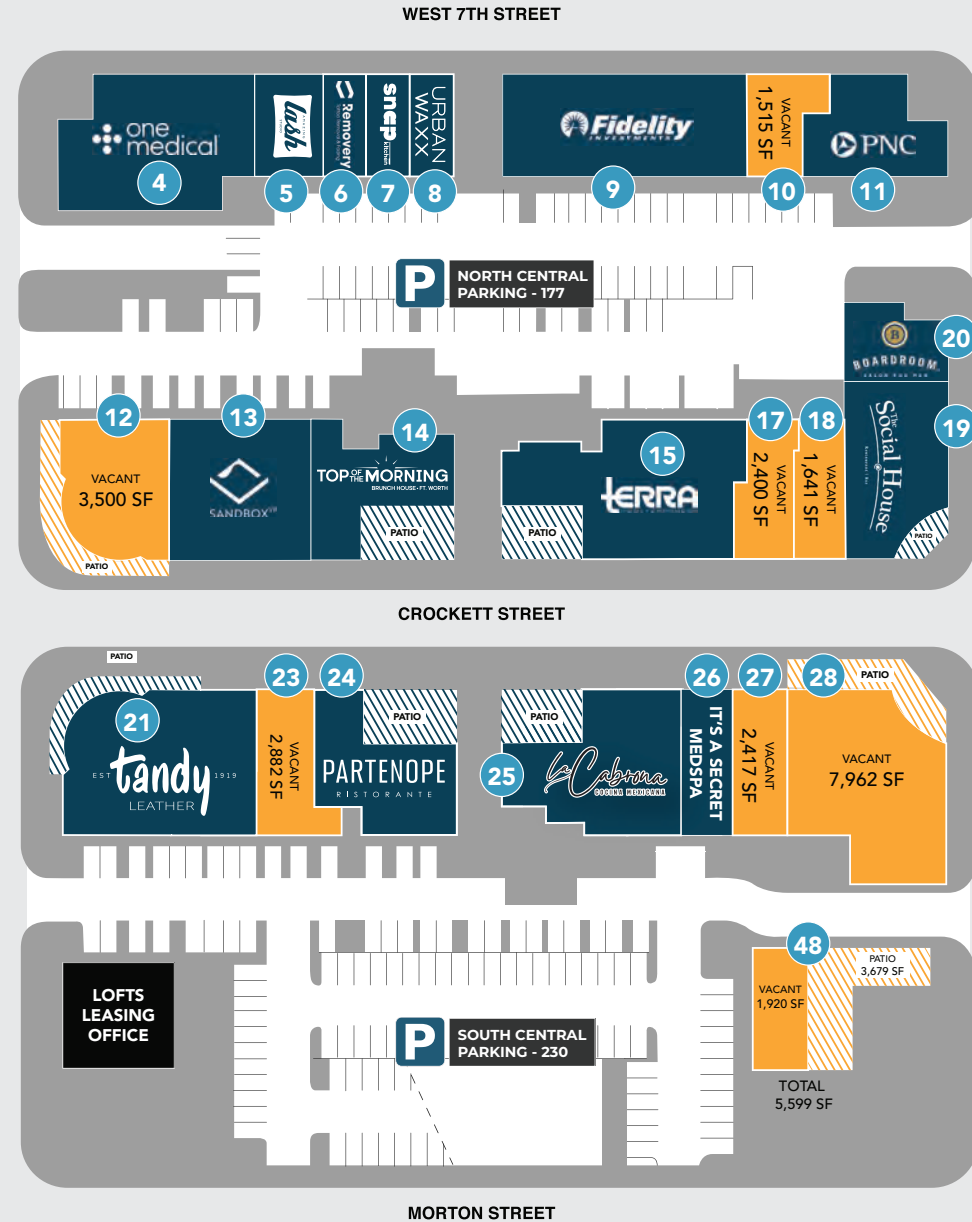 WEST 7TH STREET
one
medical
4
lash
5
Removery
6
snap
kitchen
7
URBAN
WAXX
8
Fidelity
INVESTMENTS
9
VACANT
1,515 SF
10
PNC
11
P
NORTH CENTRAL
PARKING - 177
B
BOARDROOM
20
12
VACANT
3,500 SF
PATIO
13
SANDBOX VR
14
TOP OF THE MORNING
BRUNCH HOUSE • FT. WORTH
PATIO
15
terra
PATIO
17
VACANT
2,400 SF
18
VACANT
1,641 SF
The
Social House
19
PATIO
CROCKETT STREET
PATIO
21
EST tandy 1919
LEATHER
23
VACANT
2,882 SF
24
PATIO
PARTENOPE
RISTORANTE
25
PATIO
La Cabrona
COCINA MEXICANA
26
IT'S A SECRET
MEDSPA
27
VACANT
2,417 SF
28
PATIO
VACANT
7,962 SF
LOFTS
LEASING
OFFICE
P
SOUTH CENTRAL
PARKING - 230
48
VACANT
1,920 SF
PATIO
3,679 SF
TOTAL
5,599 SF
MORTON STREET